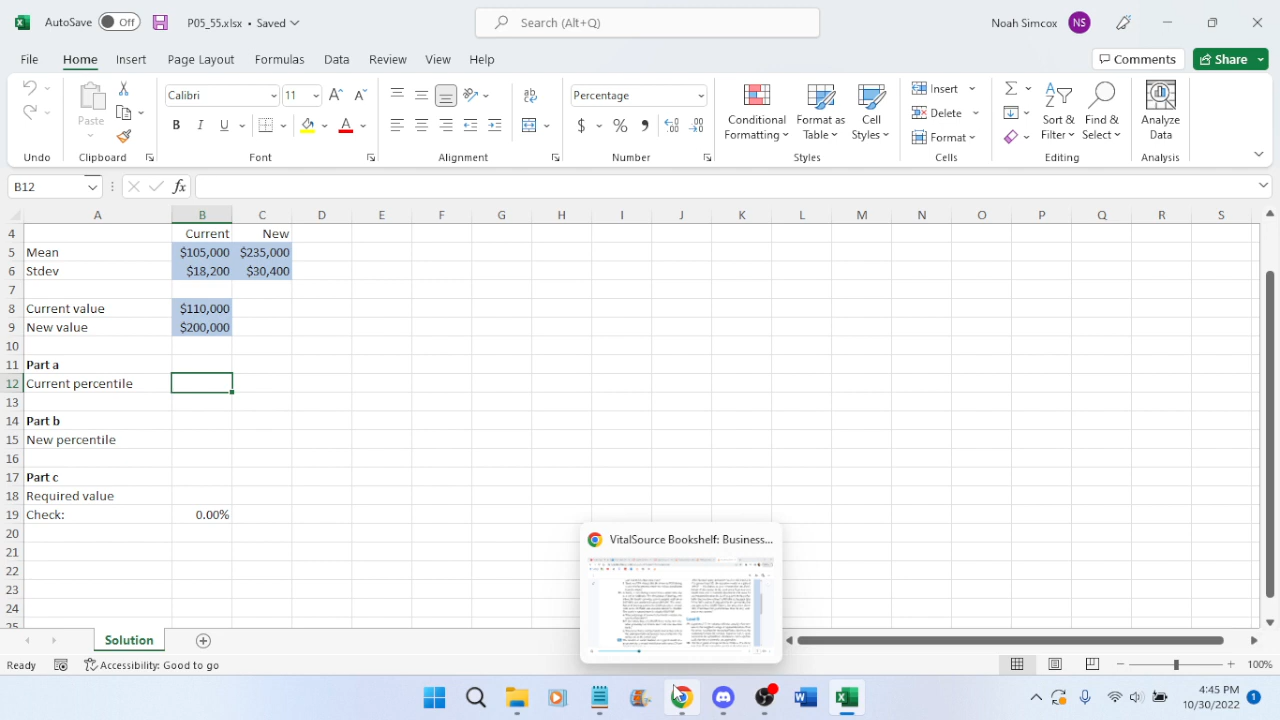 AutoSave Off P05_55.xlsx • Saved Search (Alt+Q) Noah Simcox NS
File Home Insert Page Layout Formulas Data Review View Help Comments Share
Calibri 11 Percentage
Paste B I U $ % Conditional Formatting Format as Table Cell Styles Insert Delete Format Sort & Filter Find & Select Analyze Data
Undo Clipboard Font Alignment Number Styles Cells Editing Analysis
B12 fx
A B C D E F G H I J K L M N O P Q R S
4 Current New
5 Mean $105,000 $235,000
6 Stdev $18,200 $30,400
7
8 Current value $110,000
9 New value $200,000
10
11 Part a
12 Current percentile
13
14 Part b
15 New percentile
16
17 Part c
18 Required value
19 Check: 0.00%
20
21
22
23
24
25
VitalSource Bookshelf: Business...
Solution
Ready Accessibility: Good to go 100%
4:45 PM
10/30/2022
1